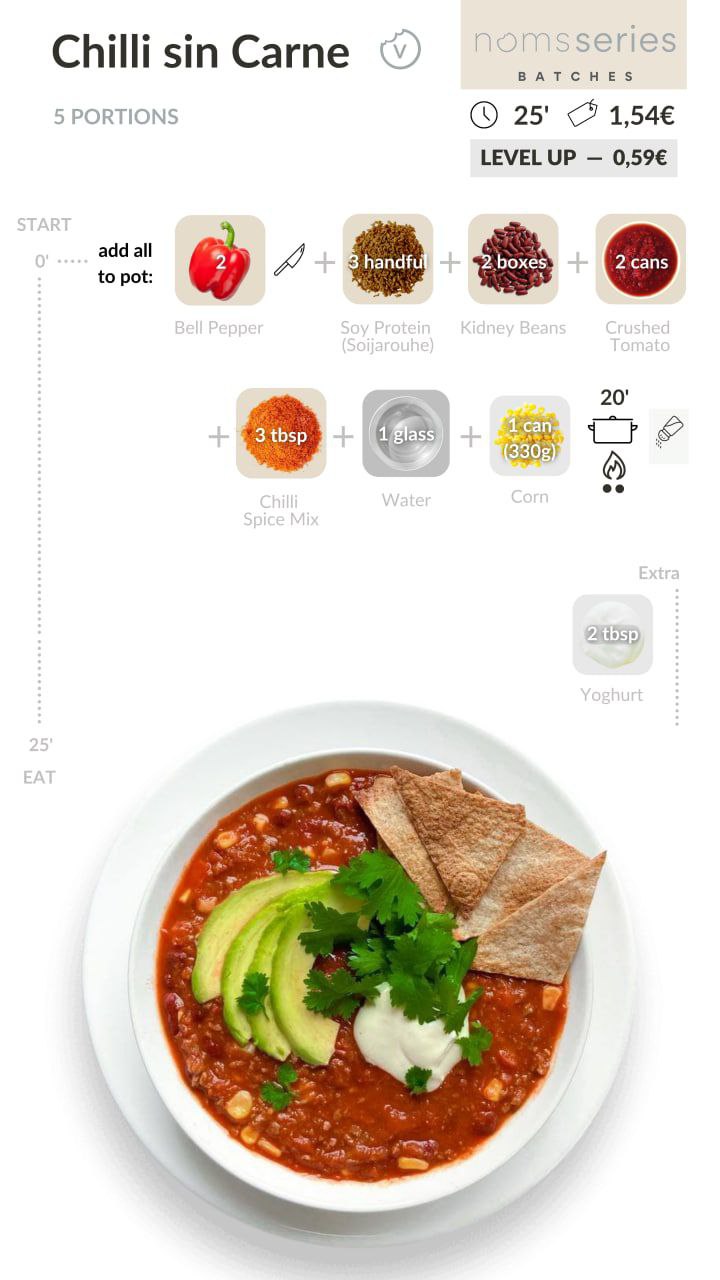 Chilli sin Carne
V
nomsseries
BATCHES
5 PORTIONS
25'
1,54€
LEVEL UP — 0,59€
START
0'
add all
to pot:
2
+
3 handful
+
2 boxes
+
2 cans
Bell Pepper
Soy Protein
(Soijarouhe)
Kidney Beans
Crushed
Tomato
+
3 tbsp
+
1 glass
+
1 can
(330g)
20'
Chilli
Spice Mix
Water
Corn
Extra
2 tbsp
Yoghurt
25'
EAT